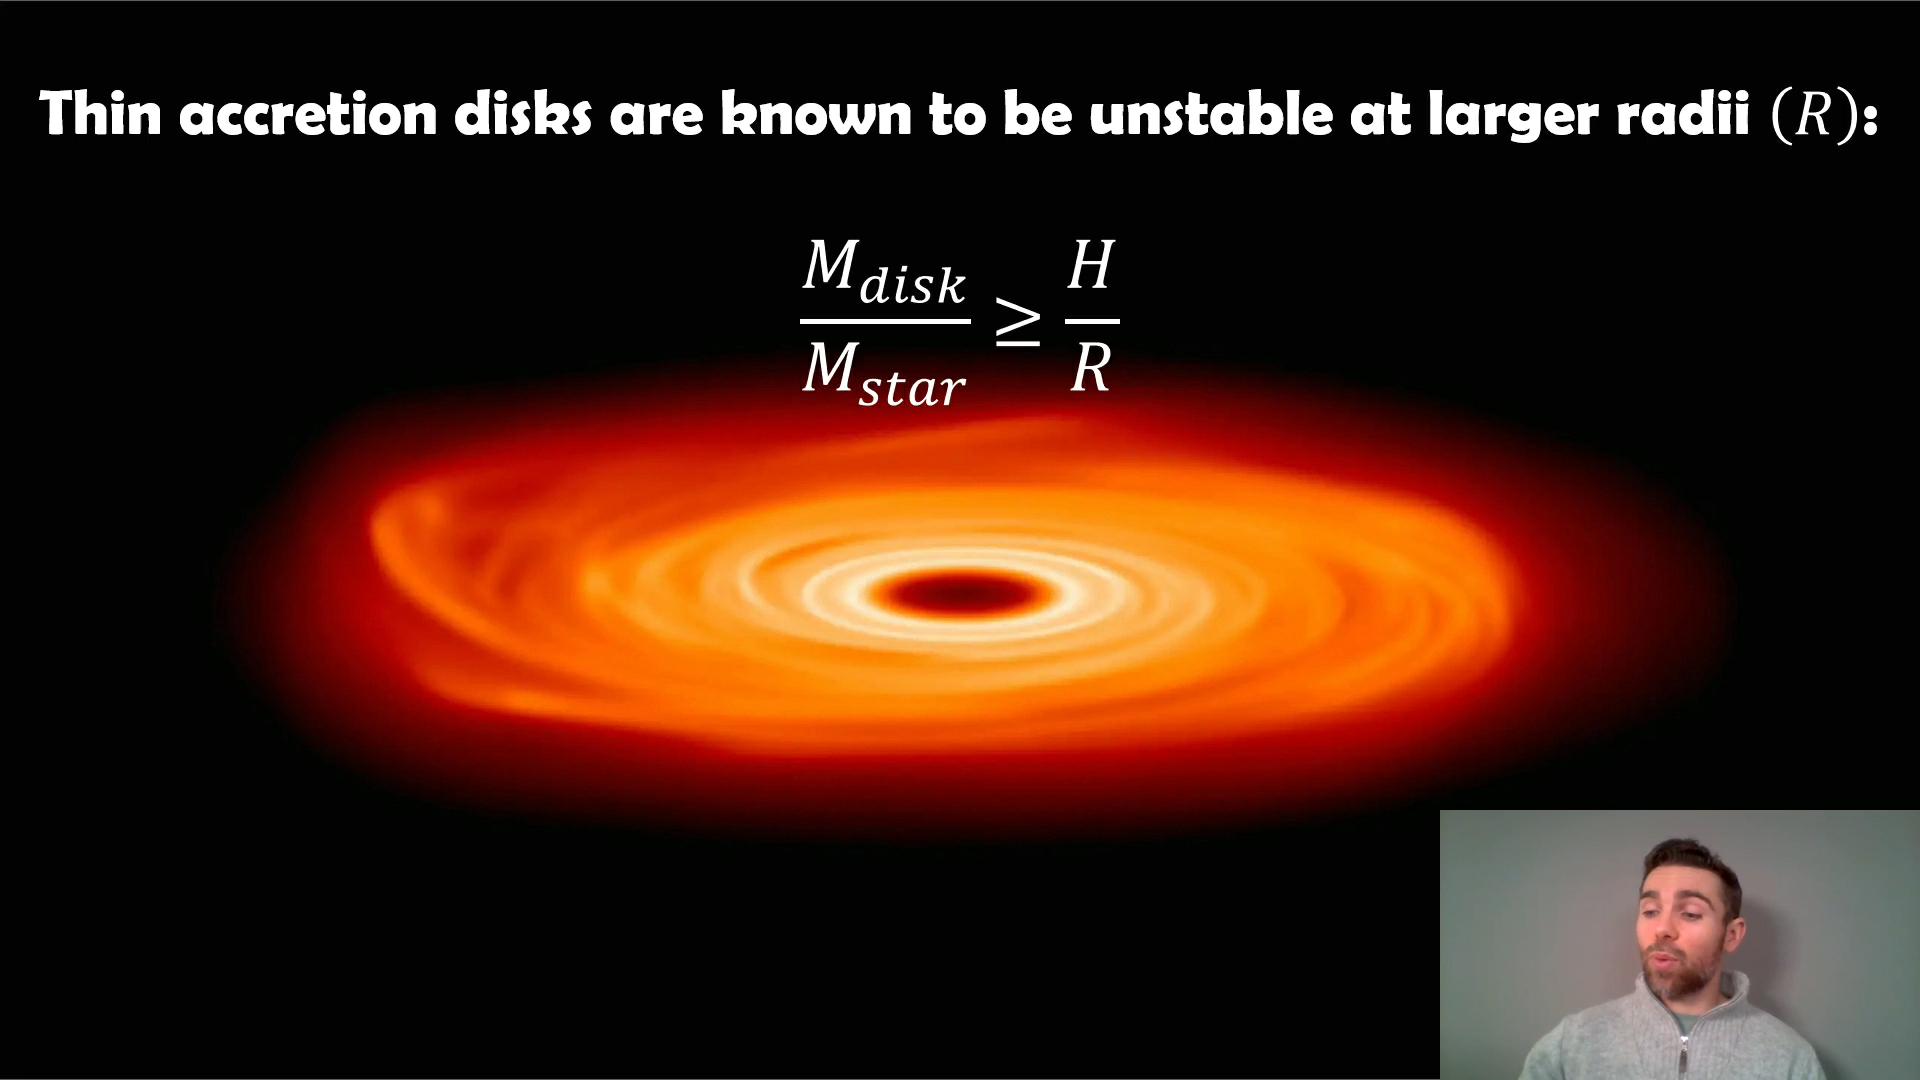 Thin accretion disks are known to be unstable at larger radii (R):
M_disk / M_star ≥ H / R